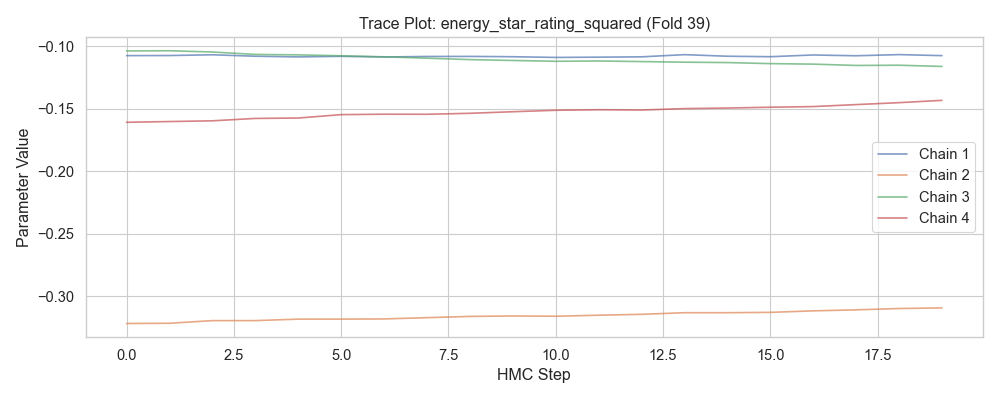 Trace Plot: energy_star_rating_squared (Fold 39)
Parameter Value
−0.10
−0.15
−0.20
−0.25
−0.30
Chain 1
Chain 2
Chain 3
Chain 4
0.0 2.5 5.0 7.5 10.0 12.5 15.0 17.5
HMC Step